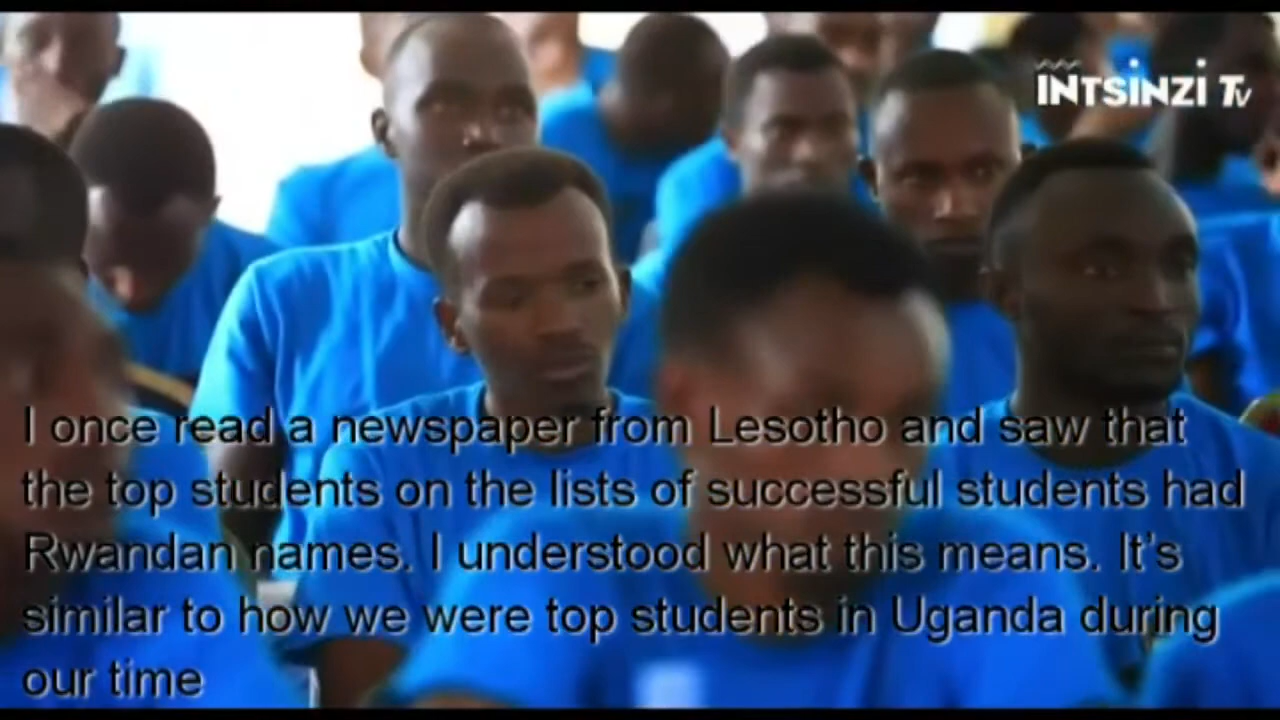 INTSINZI TV
I once read a newspaper from Lesotho and saw that
the top students on the lists of successful students had
Rwandan names. I understood what this means. It's
similar to how we were top students in Uganda during
our time